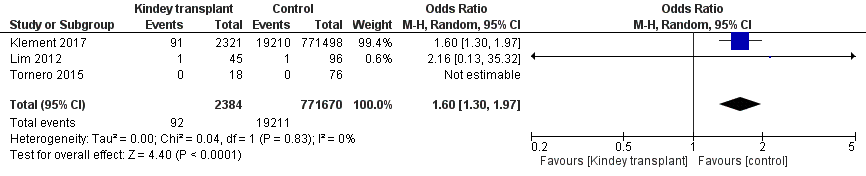 Kindey transplant Control Odds Ratio Odds Ratio
Study or Subgroup Events Total Events Total Weight M-H, Random, 95% CI M-H, Random, 95% CI
Klement 2017 91 2321 19210 771498 99.4% 1.60 [1.30, 1.97]
Lim 2012 1 45 1 96 0.6% 2.16 [0.13, 35.32]
Tornero 2015 0 18 0 76 Not estimable
Total (95% CI) 2384 771670 100.0% 1.60 [1.30, 1.97]
Total events 92 19211
Heterogeneity: Tau² = 0.00; Chi² = 0.04, df = 1 (P = 0.83); I² = 0%
Test for overall effect: Z = 4.40 (P < 0.0001)
0.2 1 2 5
Favours [Kindey transplant] Favours [control]